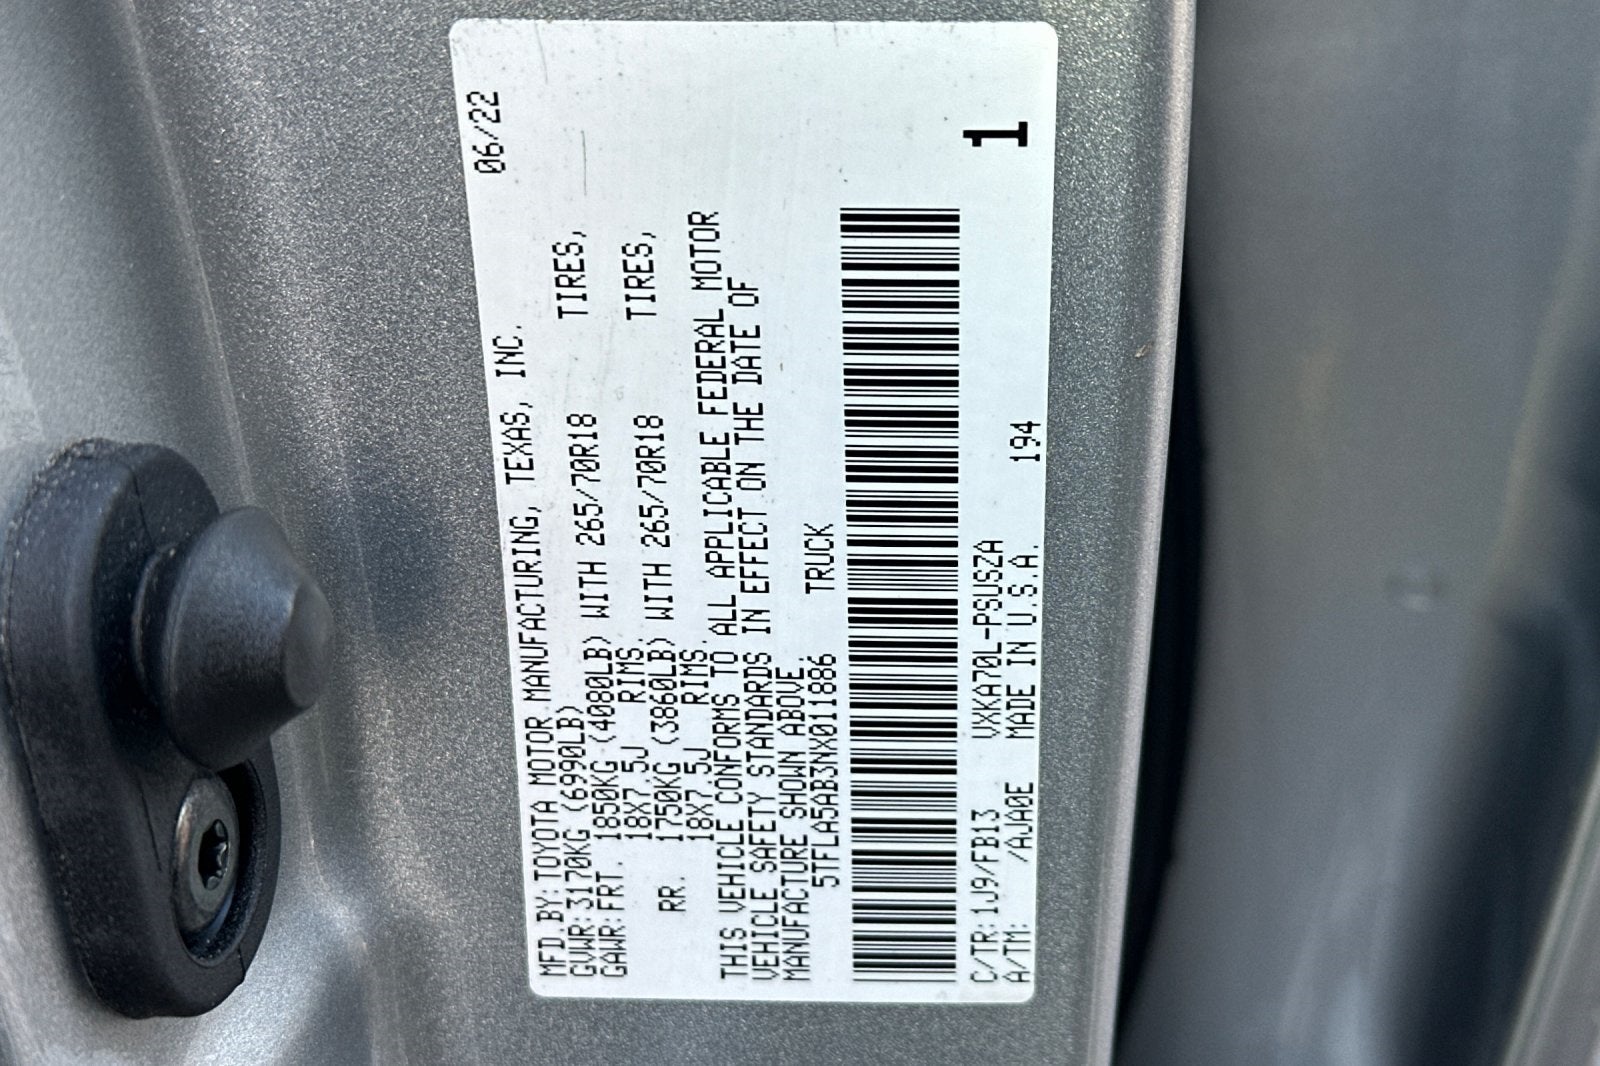 MFD.BY:TOYOTA MOTOR MANUFACTURING, TEXAS, INC. 06/22
GVWR:3170KG (6990LB)
GAWR:FRT. 1850KG (4080LB) WITH 265/70R18 TIRES,
18X7.5J RIMS.
RR. 1750KG (3860LB) WITH 265/70R18 TIRES,
18X7.5J RIMS.
THIS VEHICLE CONFORMS TO ALL APPLICABLE FEDERAL MOTOR
VEHICLE SAFETY STANDARDS IN EFFECT ON THE DATE OF
MANUFACTURE SHOWN ABOVE.
5TFLA5AB3NX011886 TRUCK
C/TR:1J9/FB13 VXKA70L-PSUSZA 1
A/TM: /AJA0E MADE IN U.S.A. 194